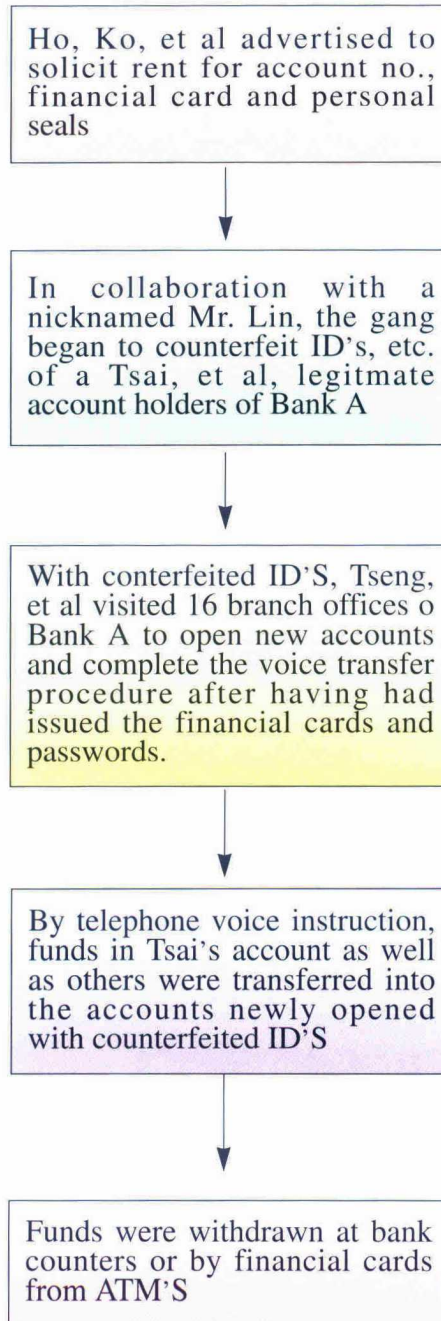 Ho, Ko, et al advertised to
solicit rent for account no.,
financial card and personal
seals
In collaboration with a
nicknamed Mr. Lin, the gang
began to counterfeit ID's, etc.
of a Tsai, et al, legitmate
account holders of Bank A
With conterfeited ID'S, Tseng,
et al visited 16 branch offices o
Bank A to open new accounts
and complete the voice transfer
procedure after having had
issued the financial cards and
passwords.
By telephone voice instruction,
funds in Tsai's account as well
as others were transferred into
the accounts newly opened
with counterfeited ID'S
Funds were withdrawn at bank
counters or by financial cards
from ATM'S